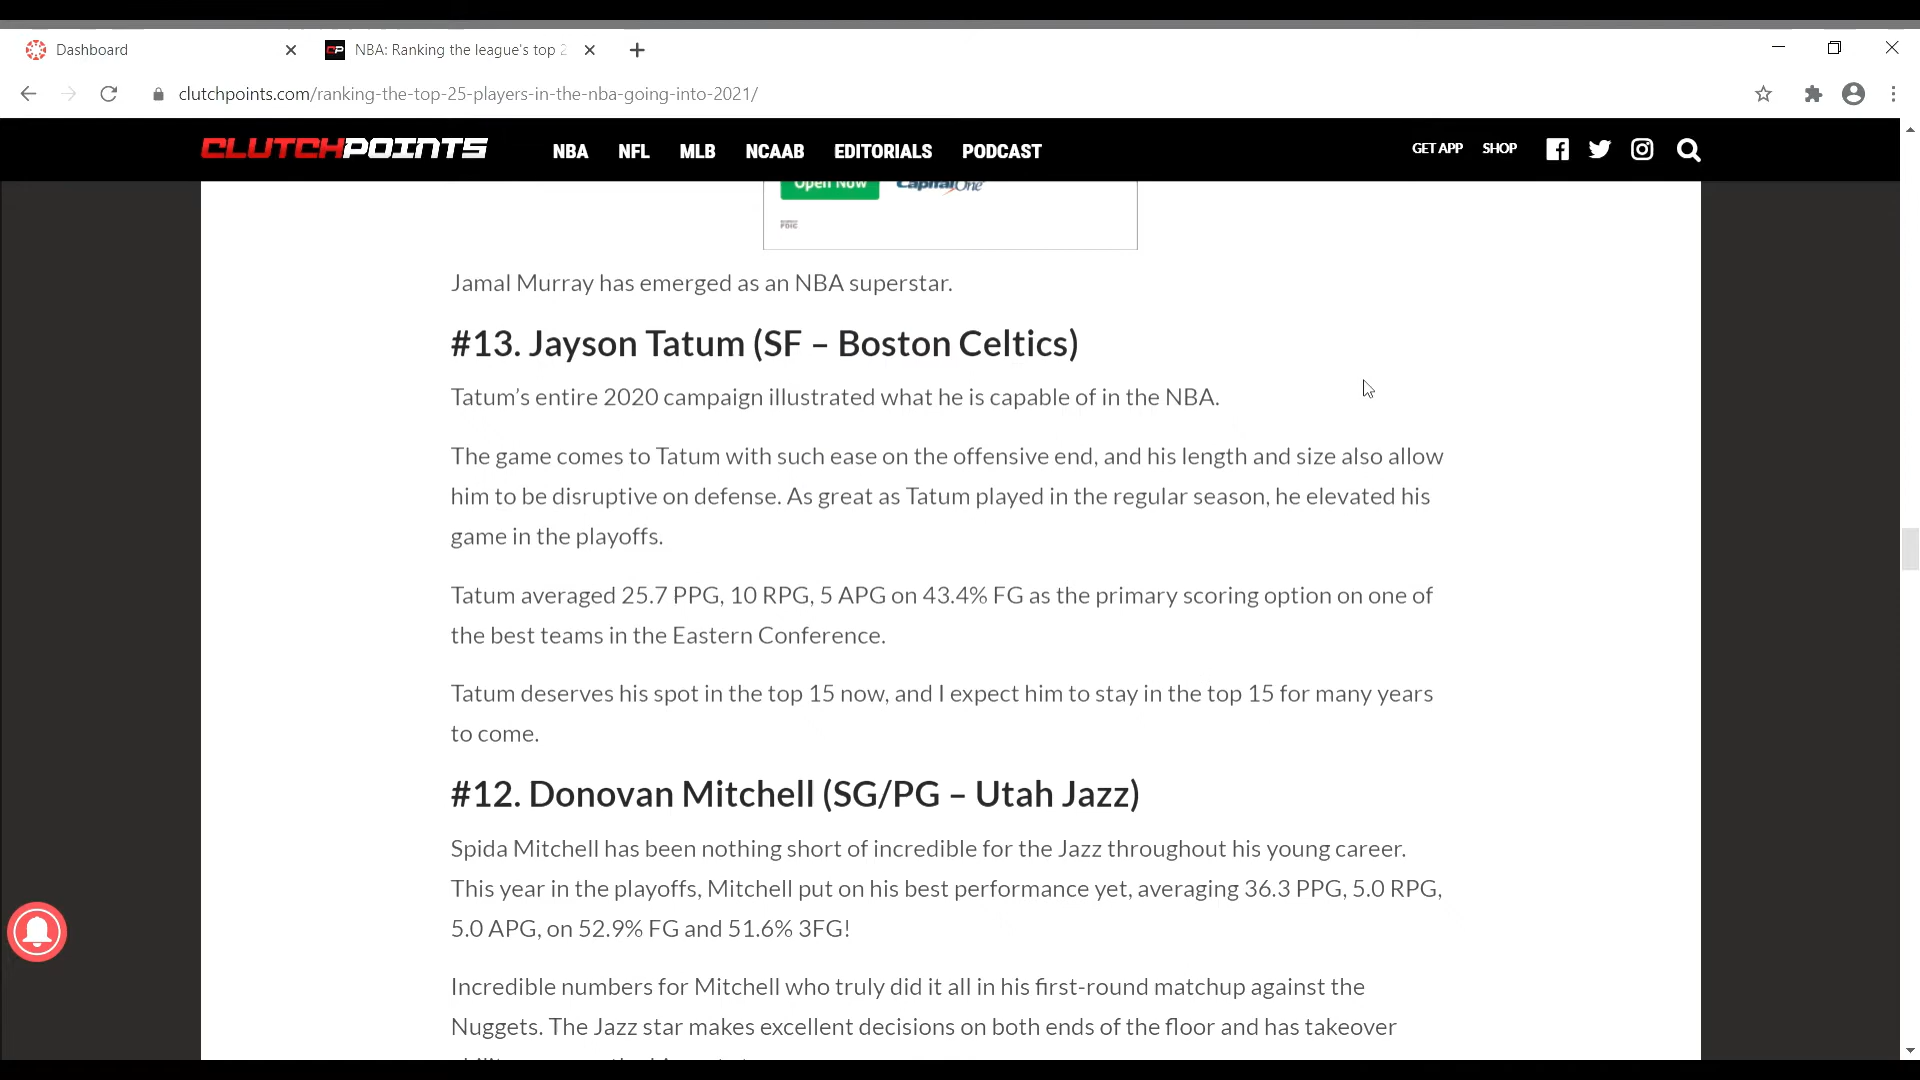 Dashboard
NBA: Ranking the league's top 2
clutchpoints.com/ranking-the-top-25-players-in-the-nba-going-into-2021/
CLUTCHPOINTS NBA NFL MLB NCAAB EDITORIALS PODCAST GET APP SHOP
Open Now Capital One
FDIC
Jamal Murray has emerged as an NBA superstar.
#13. Jayson Tatum (SF – Boston Celtics)
Tatum’s entire 2020 campaign illustrated what he is capable of in the NBA.
The game comes to Tatum with such ease on the offensive end, and his length and size also allow
him to be disruptive on defense. As great as Tatum played in the regular season, he elevated his
game in the playoffs.
Tatum averaged 25.7 PPG, 10 RPG, 5 APG on 43.4% FG as the primary scoring option on one of
the best teams in the Eastern Conference.
Tatum deserves his spot in the top 15 now, and I expect him to stay in the top 15 for many years
to come.
#12. Donovan Mitchell (SG/PG – Utah Jazz)
Spida Mitchell has been nothing short of incredible for the Jazz throughout his young career.
This year in the playoffs, Mitchell put on his best performance yet, averaging 36.3 PPG, 5.0 RPG,
5.0 APG, on 52.9% FG and 51.6% 3FG!
Incredible numbers for Mitchell who truly did it all in his first-round matchup against the
Nuggets. The Jazz star makes excellent decisions on both ends of the floor and has takeover